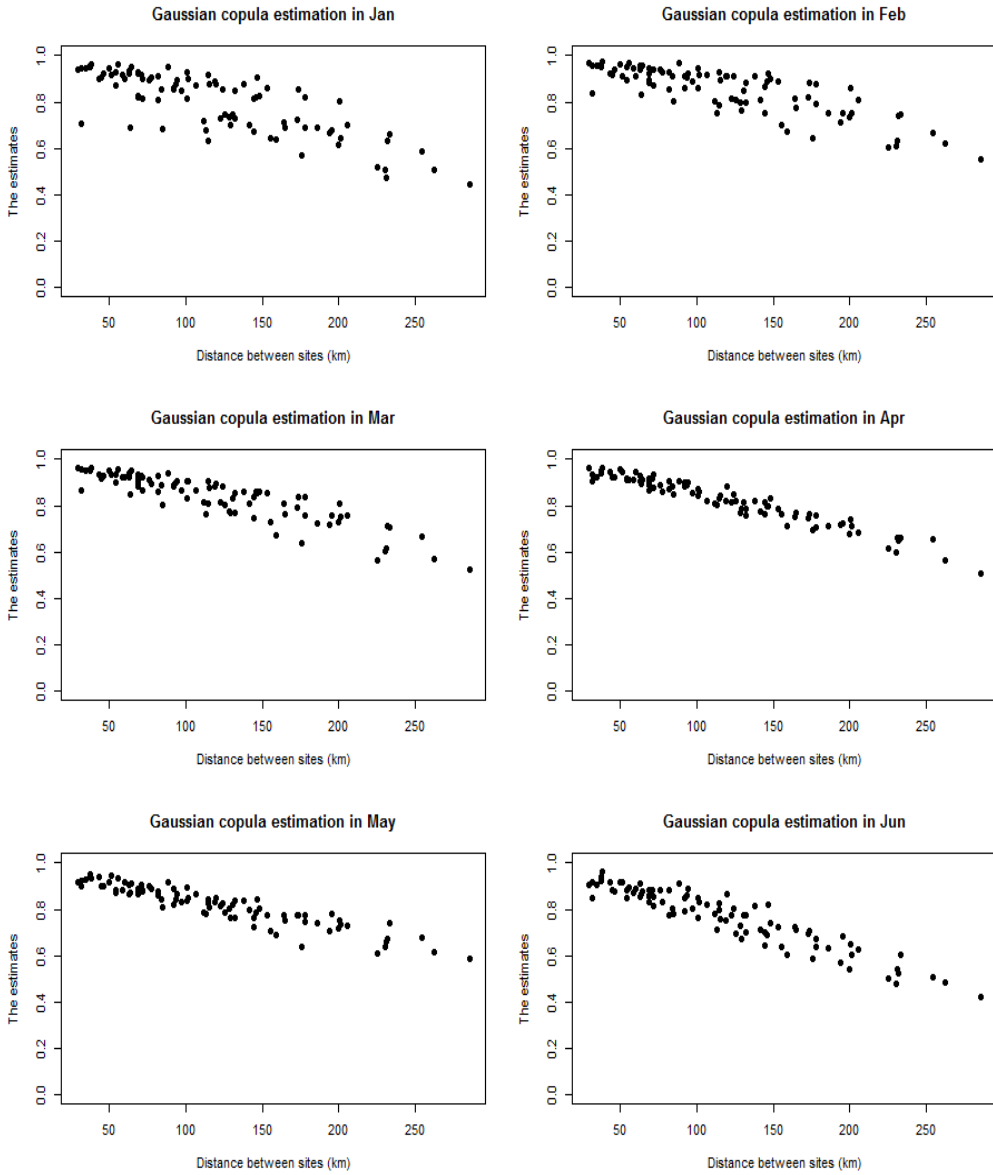 Gaussian copula estimation in Jan
The estimates
0.0 0.2 0.4 0.6 0.8 1.0
50 100 150 200 250
Distance between sites (km)
Gaussian copula estimation in Feb
The estimates
0.0 0.2 0.4 0.6 0.8 1.0
50 100 150 200 250
Distance between sites (km)
Gaussian copula estimation in Mar
The estimates
0.0 0.2 0.4 0.6 0.8 1.0
50 100 150 200 250
Distance between sites (km)
Gaussian copula estimation in Apr
The estimates
0.0 0.2 0.4 0.6 0.8 1.0
50 100 150 200 250
Distance between sites (km)
Gaussian copula estimation in May
The estimates
0.0 0.2 0.4 0.6 0.8 1.0
50 100 150 200 250
Distance between sites (km)
Gaussian copula estimation in Jun
The estimates
0.0 0.2 0.4 0.6 0.8 1.0
50 100 150 200 250
Distance between sites (km)